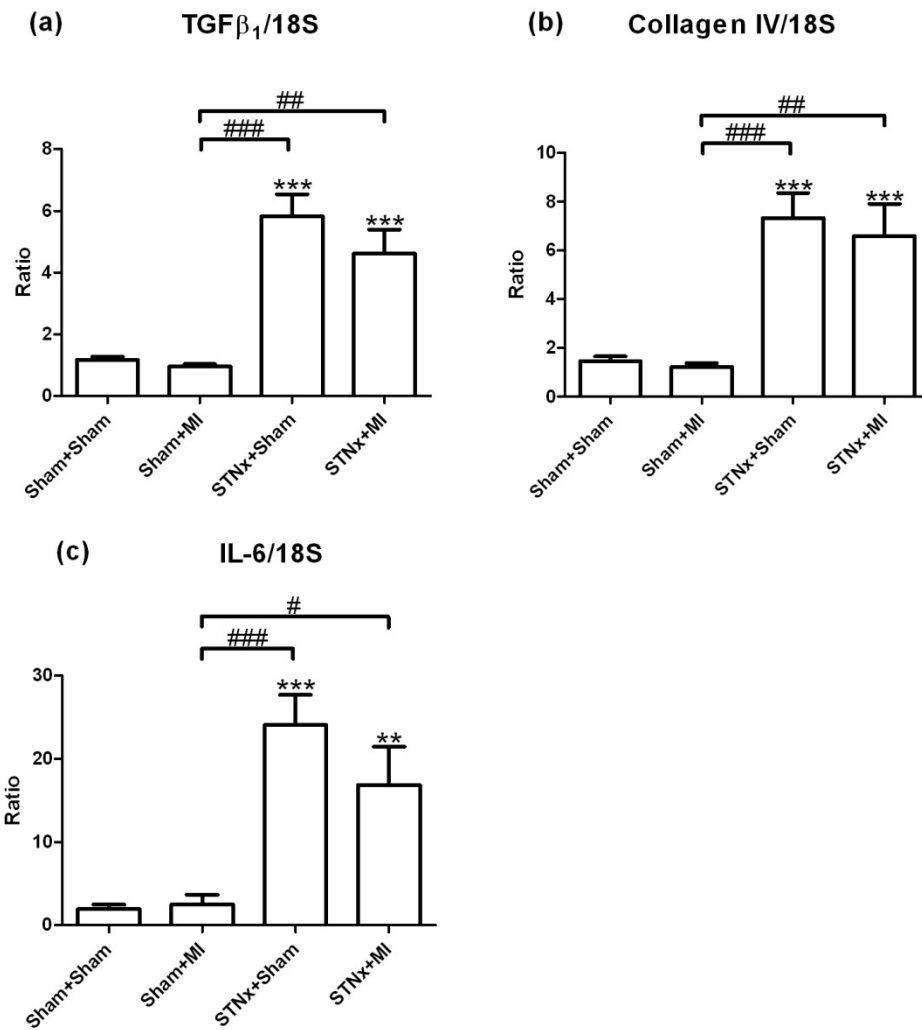 (a) TGFβ₁/18S
##
###
***
***
Ratio
8
6
4
2
0
Sham+Sham
Sham+MI
STNx+Sham
STNx+MI
(b) Collagen IV/18S
##
###
***
***
Ratio
10
8
6
4
2
0
Sham+Sham
Sham+MI
STNx+Sham
STNx+MI
(c) IL-6/18S
#
###
***
**
Ratio
30
20
10
0
Sham+Sham
Sham+MI
STNx+Sham
STNx+MI